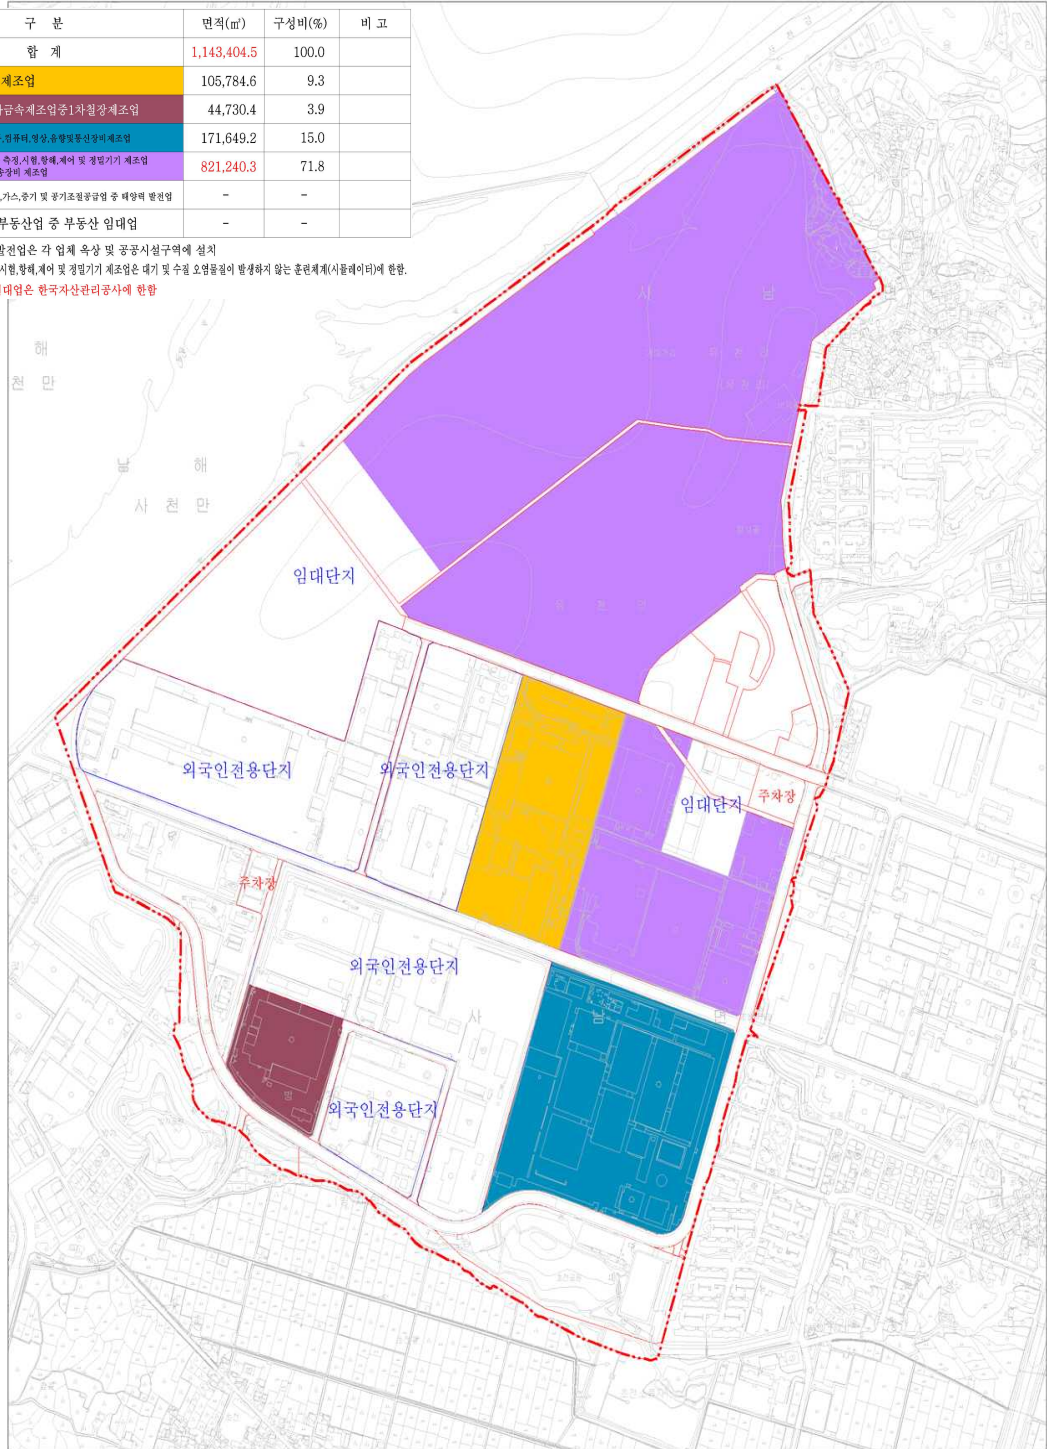 구 분 면적(㎡) 구성비(%) 비 고
합 계 1,143,404.5 100.0
제조업 105,784.6 9.3
금속제조업중1차철강제조업 44,730.4 3.9
컴퓨터,영상,음향및통신장비제조업 171,649.2 15.0
측정,시험,항해,제어 및 정밀기기 제조업
송장비 제조업 821,240.3 71.8
가스,증기 및 공기조절공급업 중 태양력 발전업 - -
부동산업 중 부동산 임대업 - -
발전업은 각 업체 옥상 및 공공시설구역에 설치
시험,항해,제어 및 정밀기기 제조업은 대기 및 수질 오염물질이 발생하지 않는 훈련체계(시뮬레이터)에 한함.
임대업은 한국자산관리공사에 한함
사 남
해
천 만
남 해
사 천 만
임대단지
외국인전용단지
외국인전용단지
임대단지
주차장
주차장
외국인전용단지
사 남 면
외국인전용단지